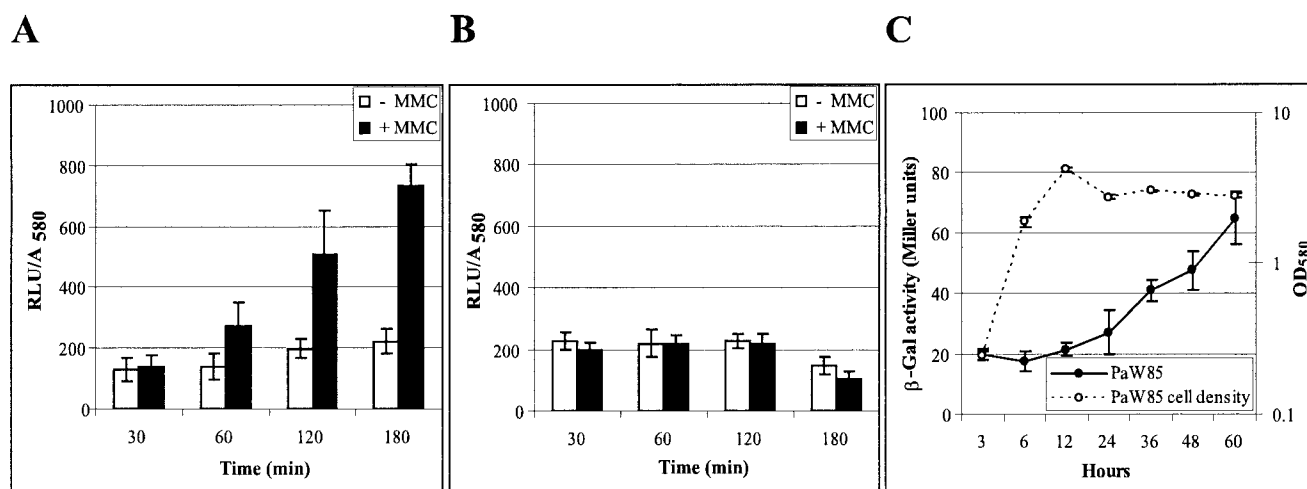 A
B
C
1000
800
600
400
200
0
RLU/A 580
- MMC
+ MMC
30 60 120 180
Time (min)
1000
800
600
400
200
0
RLU/A 580
- MMC
+ MMC
30 60 120 180
Time (min)
100
80
60
40
20
0
β-Gal activity (Miller units)
10
1
0.1
OD580
PaW85
PaW85 cell density
3 6 12 24 36 48 60
Hours